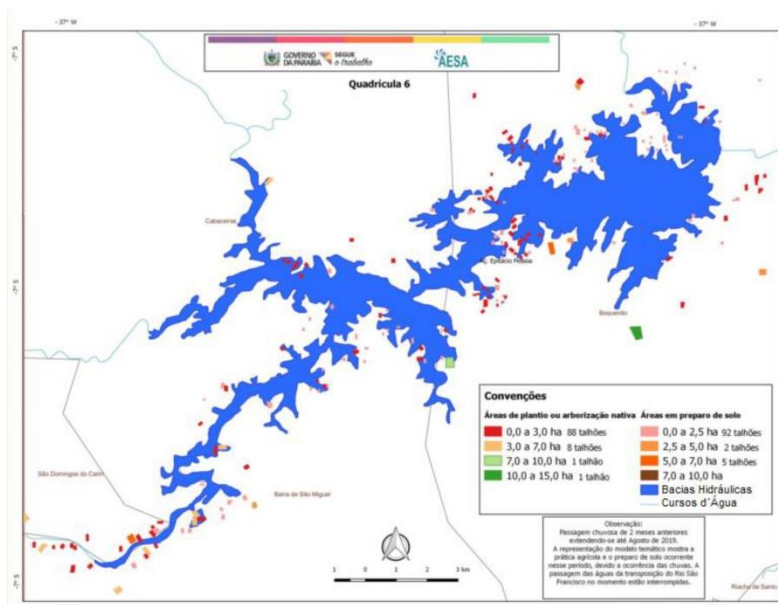 - 37° W
- 37° W
GOVERNO
DA PARAÍBA
SEGUE
o trabalho
AESA
Quadrícula 6
Cabaceiras
Aç. Epitácio Pessoa
Boqueirão
São Domingos do Cariri
Barra de São Miguel
Riacho de Santo
Convenções
Áreas de plantio ou arborização nativa
0,0 a 3,0 ha 88 talhões
3,0 a 7,0 ha 8 talhões
7,0 a 10,0 ha 1 talhão
10,0 a 15,0 ha 1 talhão
Áreas em preparo de solo
0,0 a 2,5 ha 92 talhões
2,5 a 5,0 ha 2 talhões
5,0 a 7,0 ha 5 talhões
7,0 a 10,0 ha
Bacias Hidráulicas
Cursos d´Água
Observação:
Passagem chuvosa de 2 meses anteriores
extendendo-se até Agosto de 2019.
A representação do modelo temático mostra a
prática agrícola e o preparo de solo ocorrente
nesse período, devido a ocorrência das chuvas. A
passagem das águas da transposição do Rio São
Francisco no momento estão interrompidas.
1 0 1 2 3 km